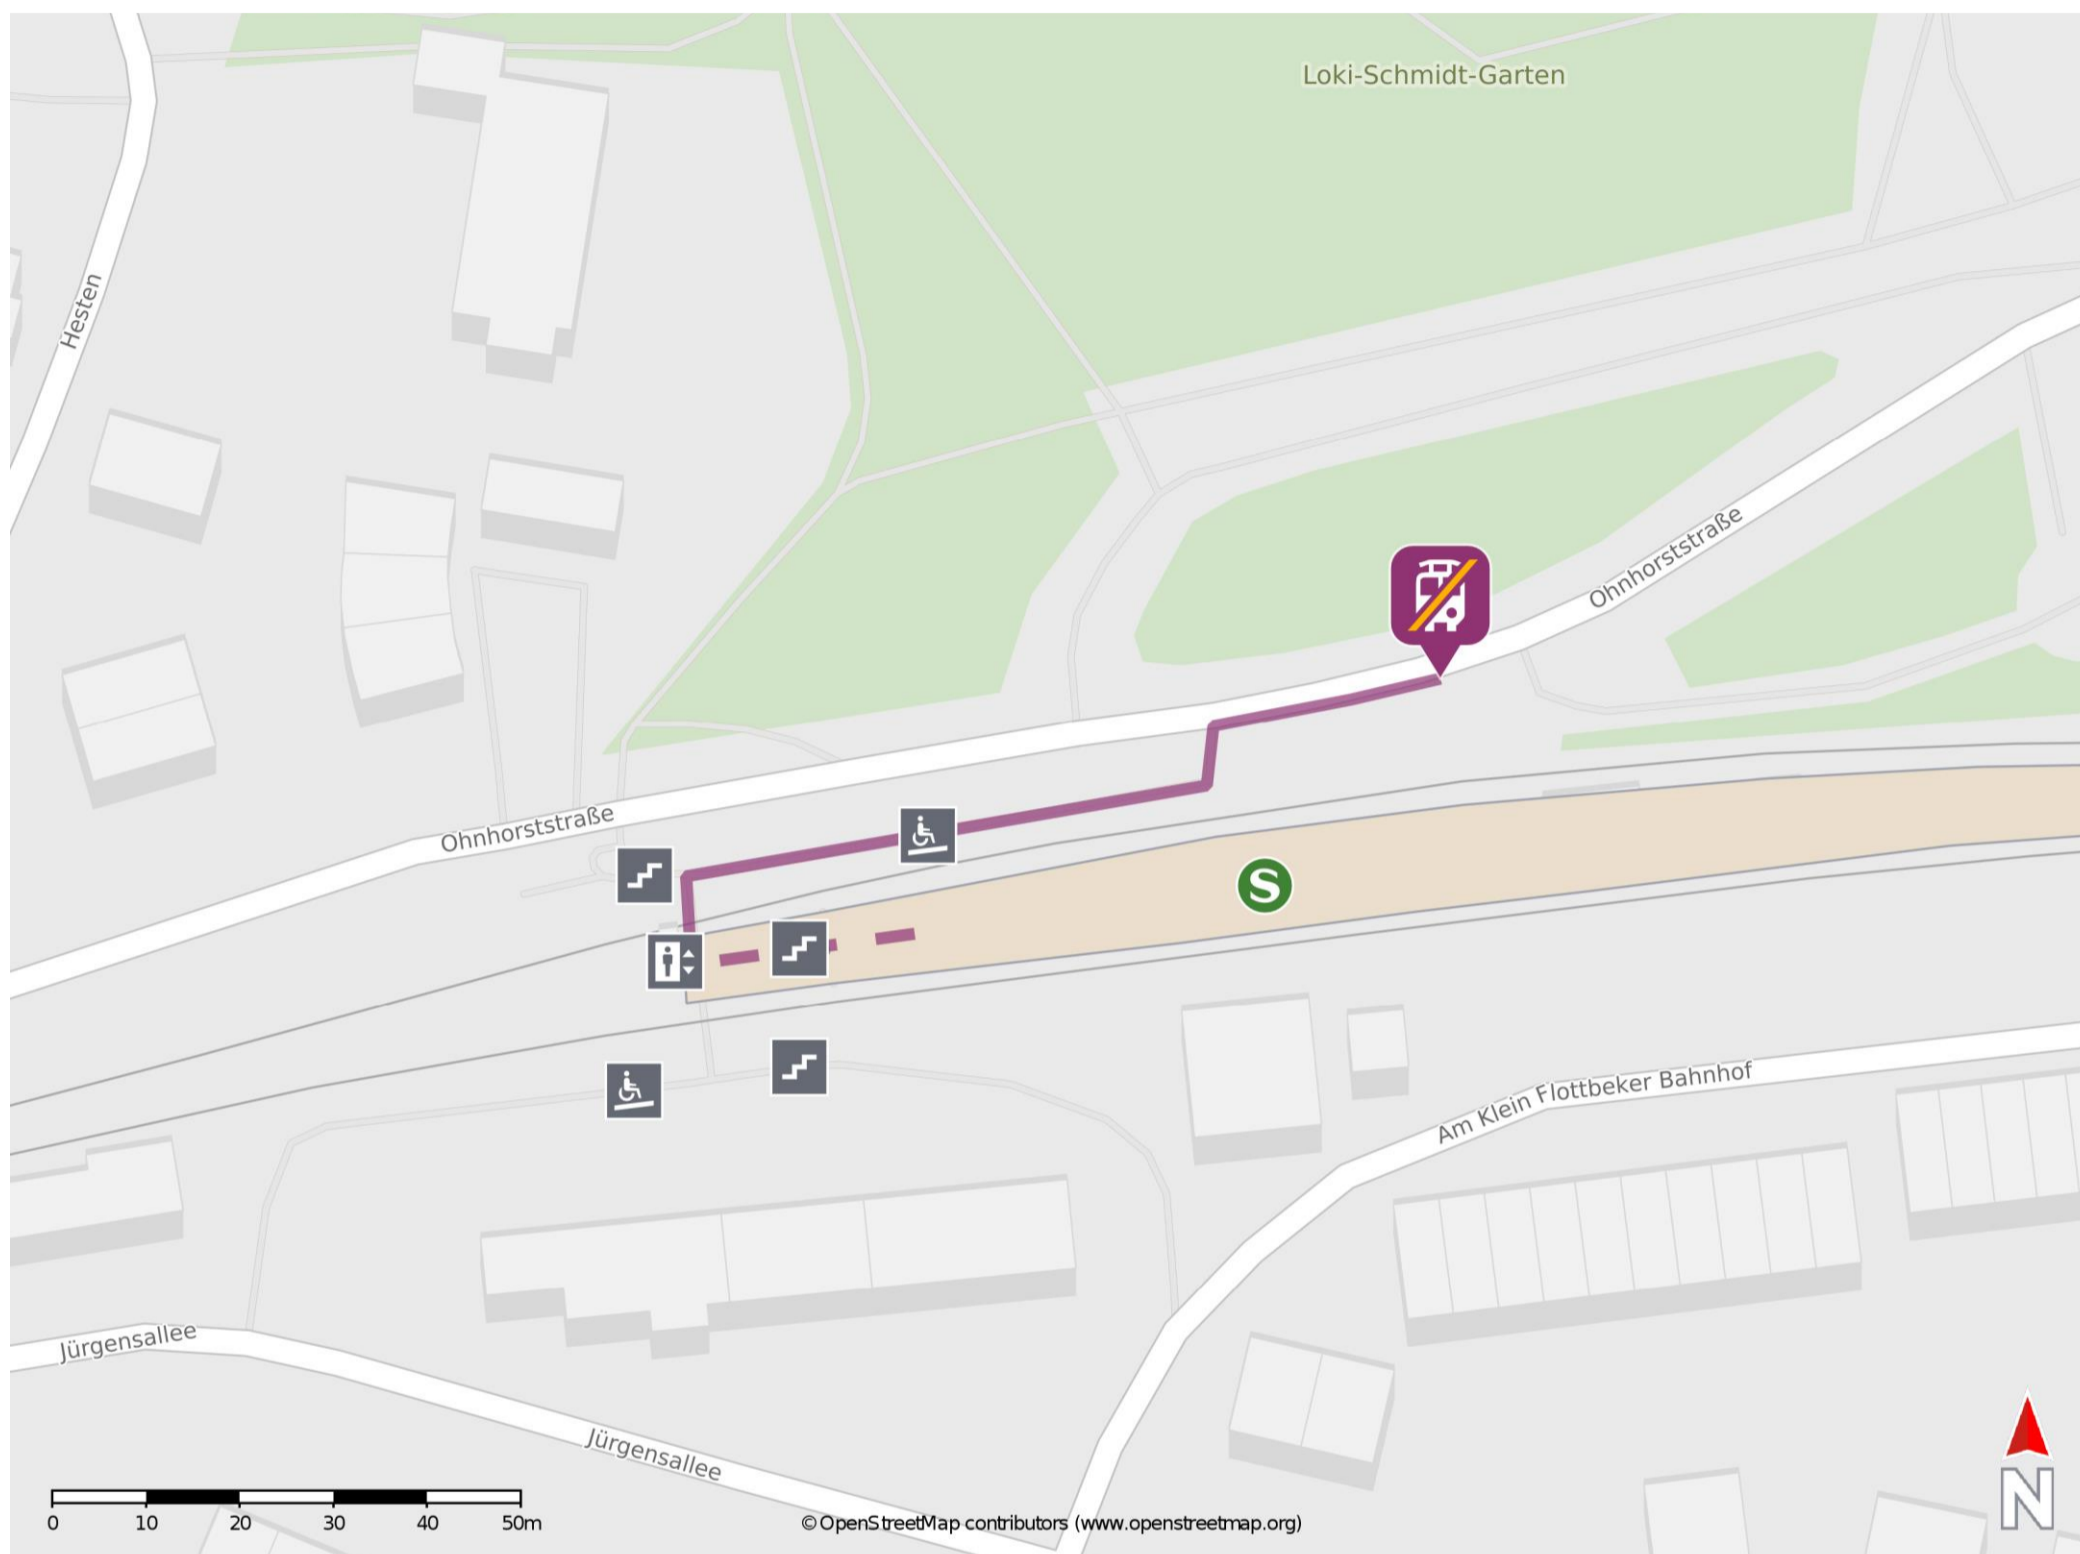 Loki-Schmidt-Garten
Hesten
Ohnhorststraße
Ohnhorststraße
S
Am Klein Flottbeker Bahnhof
Jürgensallee
Jürgensallee
0 10 20 30 40 50m
©OpenStreetMap contributors (www.openstreetmap.org)
N